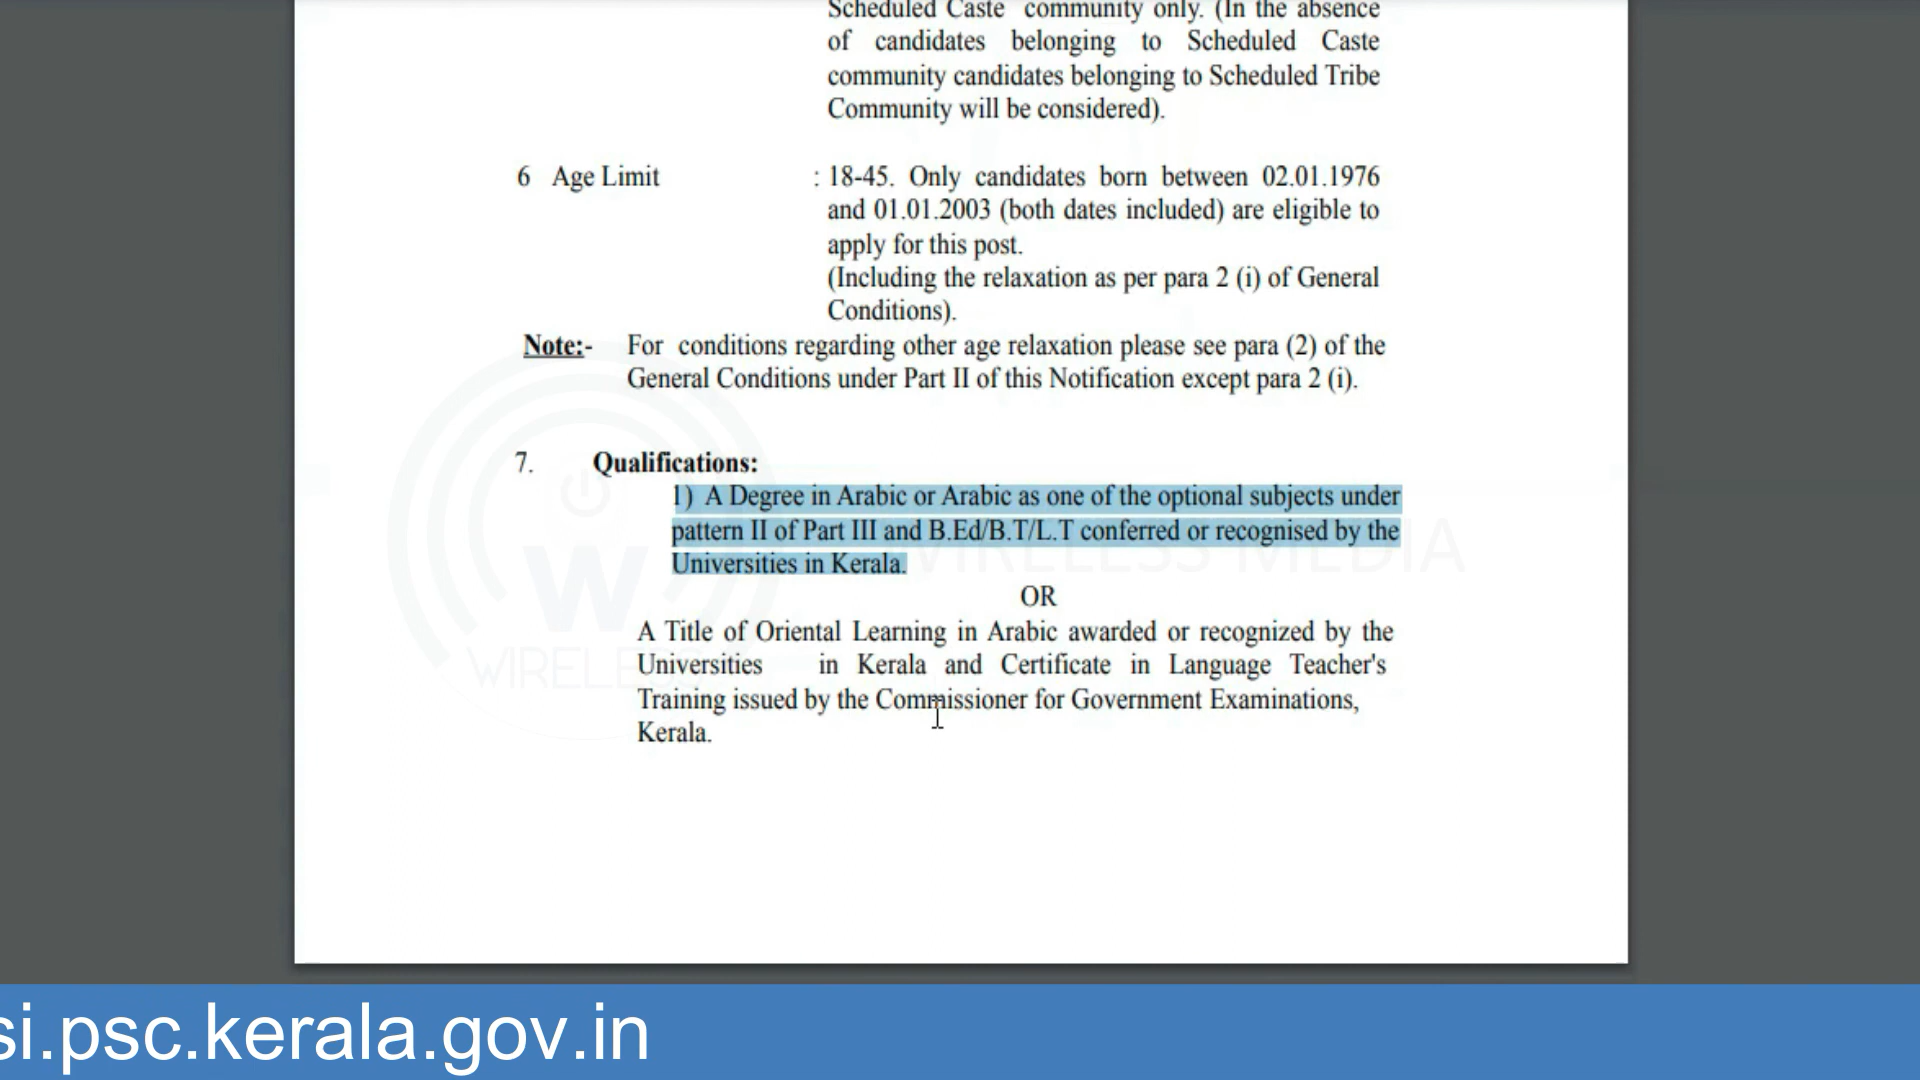 Scheduled Caste community only. (In the absence
of candidates belonging to Scheduled Caste
community candidates belonging to Scheduled Tribe
Community will be considered).
6 Age Limit : 18-45. Only candidates born between 02.01.1976
and 01.01.2003 (both dates included) are eligible to
apply for this post.
(Including the relaxation as per para 2 (i) of General
Conditions).
Note:- For conditions regarding other age relaxation please see para (2) of the
General Conditions under Part II of this Notification except para 2 (i).
7. Qualifications:
1) A Degree in Arabic or Arabic as one of the optional subjects under
pattern II of Part III and B.Ed/B.T/L.T conferred or recognised by the
Universities in Kerala.
WIRELESS MEDIA
OR
A Title of Oriental Learning in Arabic awarded or recognized by the
Universities in Kerala and Certificate in Language Teacher's
Training issued by the Commissioner for Government Examinations,
Kerala.
W
WIRELESS
si.psc.kerala.gov.in